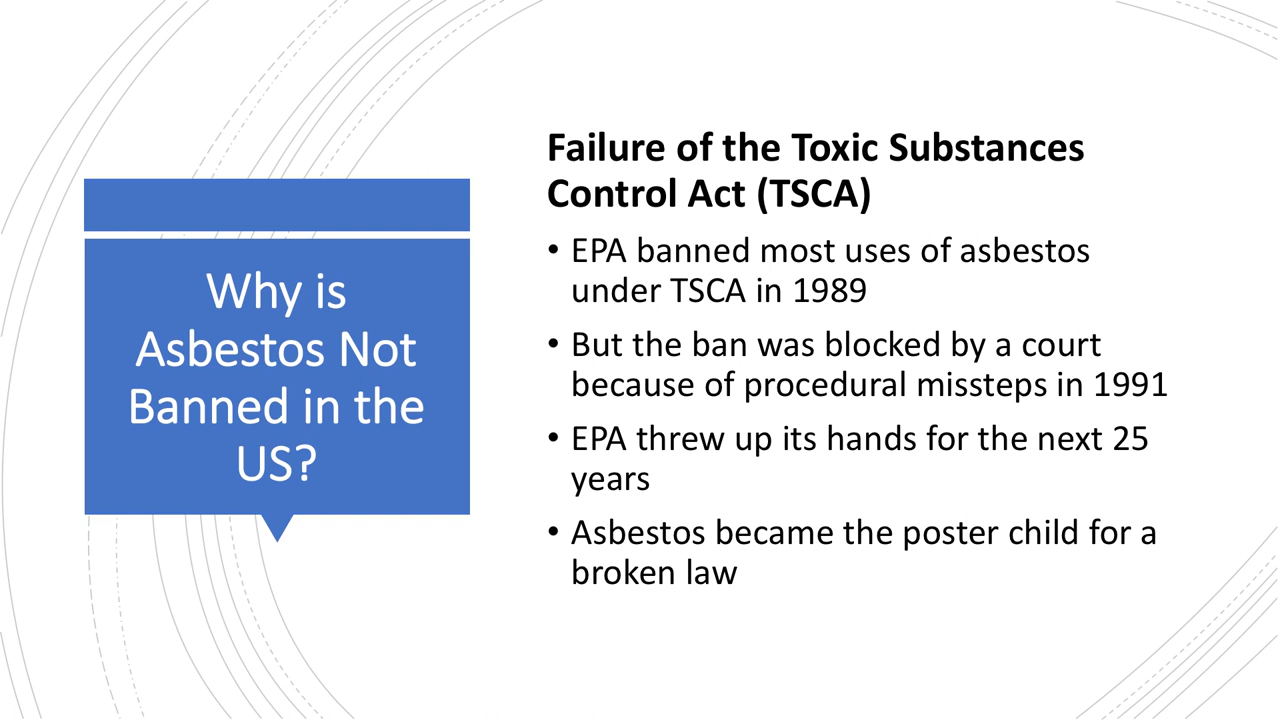 Why is
Asbestos Not
Banned in the
US?
Failure of the Toxic Substances
Control Act (TSCA)
• EPA banned most uses of asbestos
under TSCA in 1989
• But the ban was blocked by a court
because of procedural missteps in 1991
• EPA threw up its hands for the next 25
years
• Asbestos became the poster child for a
broken law